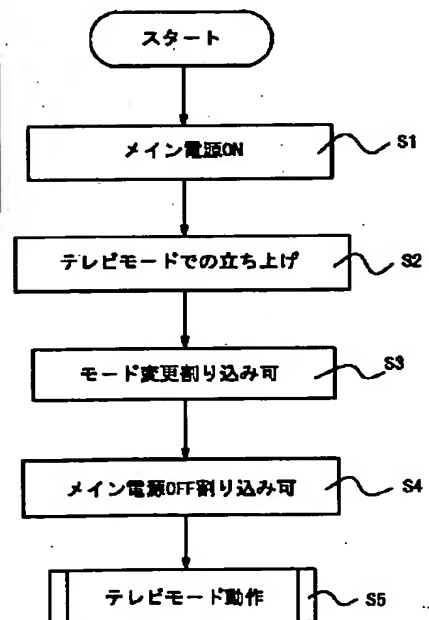 スタート
メイン電源ON
S1
テレビモードでの立ち上げ
S2
モード変更割り込み可
S3
メイン電源OFF割り込み可
S4
テレビモード動作
S5